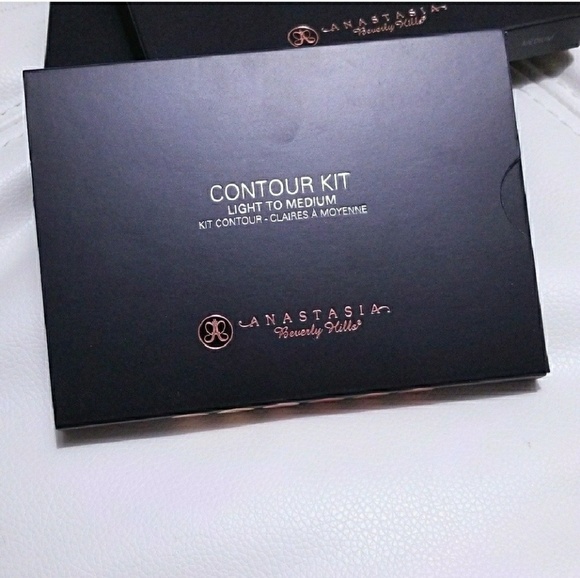 ANASTASIA
Beverly Hills
CONTOUR KIT
LIGHT TO MEDIUM
KIT CONTOUR - CLAIRES À MOYENNE
ANASTASIA
Beverly Hills®